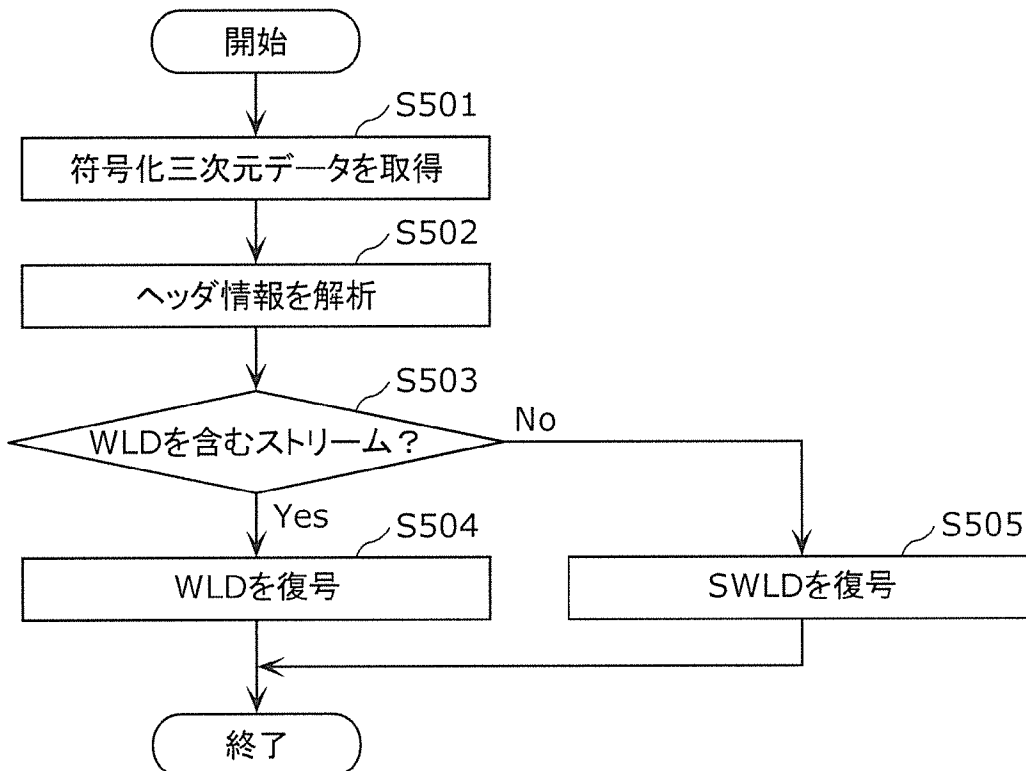 開始
S501
符号化三次元データを取得
S502
ヘッダ情報を解析
S503
WLDを含むストリーム？
No
Yes
S504
WLDを復号
S505
SWLDを復号
終了